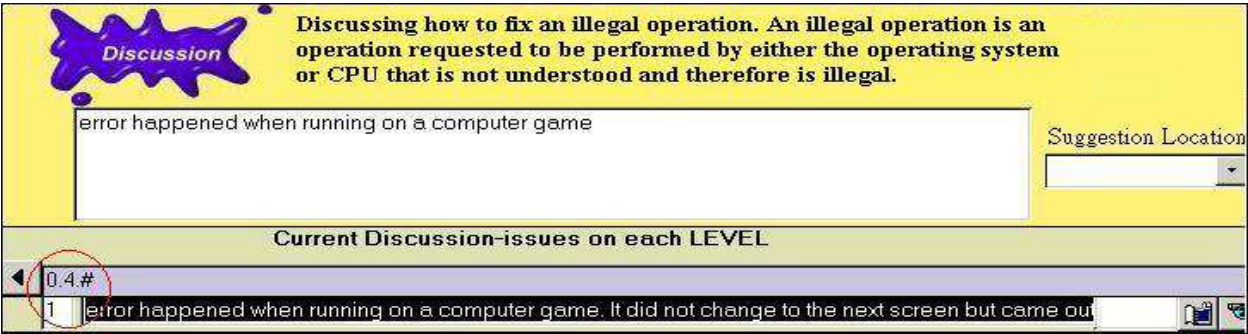 Discussion
Discussing how to fix an illegal operation. An illegal operation is an
operation requested to be performed by either the operating system
or CPU that is not understood and therefore is illegal.
error happened when running on a computer game
Suggestion Location
Current Discussion-issues on each LEVEL
0.4.#
1 error happened when running on a computer game. It did not change to the next screen but came out